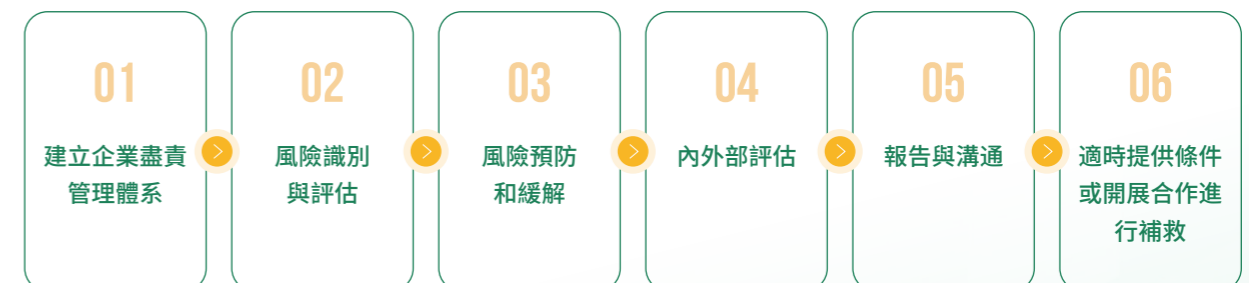 01
建立企業盡責
管理體系
02
風險識別
與評估
03
風險預防
和緩解
04
內外部評估
05
報告與溝通
06
適時提供條件
或開展合作進
行補救